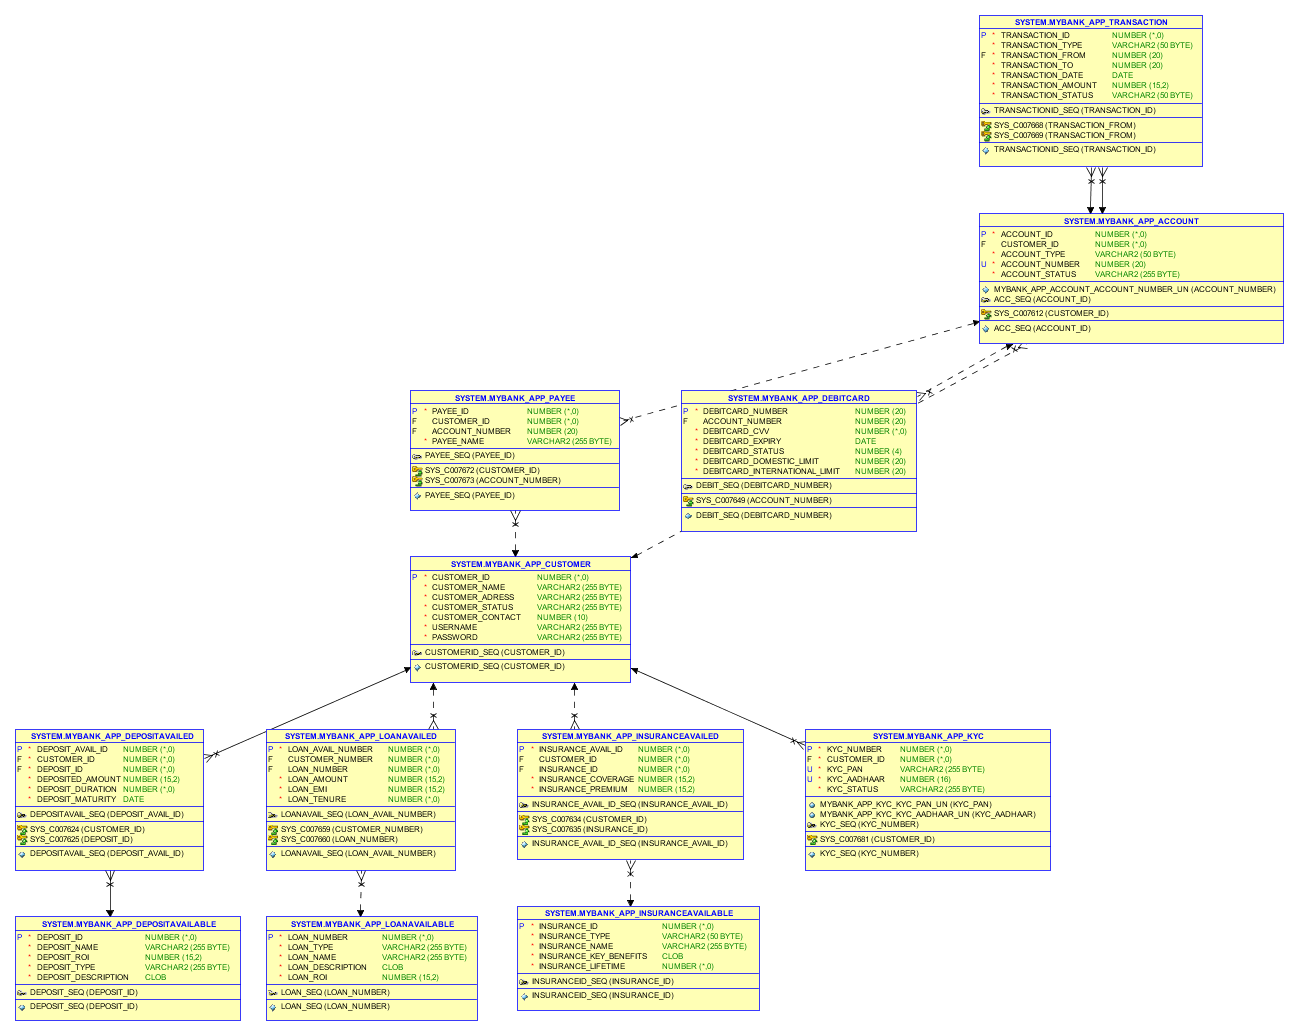 SYSTEM.MYBANK_APP_TRANSACTION
P * TRANSACTION_ID NUMBER (*,0)
* TRANSACTION_TYPE VARCHAR2 (50 BYTE)
F * TRANSACTION_FROM NUMBER (20)
* TRANSACTION_TO NUMBER (20)
* TRANSACTION_DATE DATE
* TRANSACTION_AMOUNT NUMBER (15,2)
* TRANSACTION_STATUS VARCHAR2 (50 BYTE)
TRANSACTIONID_SEQ (TRANSACTION_ID)
SYS_C007668 (TRANSACTION_FROM)
SYS_C007669 (TRANSACTION_FROM)
TRANSACTIONID_SEQ (TRANSACTION_ID)
SYSTEM.MYBANK_APP_ACCOUNT
P * ACCOUNT_ID NUMBER (*,0)
F CUSTOMER_ID NUMBER (*,0)
* ACCOUNT_TYPE VARCHAR2 (50 BYTE)
U * ACCOUNT_NUMBER NUMBER (20)
* ACCOUNT_STATUS VARCHAR2 (255 BYTE)
MYBANK_APP_ACCOUNT_ACCOUNT_NUMBER_UN (ACCOUNT_NUMBER)
ACC_SEQ (ACCOUNT_ID)
SYS_C007612 (CUSTOMER_ID)
ACC_SEQ (ACCOUNT_ID)
SYSTEM.MYBANK_APP_PAYEE
P * PAYEE_ID NUMBER (*,0)
F CUSTOMER_ID NUMBER (*,0)
F ACCOUNT_NUMBER NUMBER (20)
* PAYEE_NAME VARCHAR2 (255 BYTE)
PAYEE_SEQ (PAYEE_ID)
SYS_C007672 (CUSTOMER_ID)
SYS_C007673 (ACCOUNT_NUMBER)
PAYEE_SEQ (PAYEE_ID)
SYSTEM.MYBANK_APP_DEBITCARD
P * DEBITCARD_NUMBER NUMBER (20)
F ACCOUNT_NUMBER NUMBER (20)
* DEBITCARD_CVV NUMBER (*,0)
* DEBITCARD_EXPIRY DATE
* DEBITCARD_STATUS NUMBER (4)
* DEBITCARD_DOMESTIC_LIMIT NUMBER (20)
* DEBITCARD_INTERNATIONAL_LIMIT NUMBER (20)
DEBIT_SEQ (DEBITCARD_NUMBER)
SYS_C007649 (ACCOUNT_NUMBER)
DEBIT_SEQ (DEBITCARD_NUMBER)
SYSTEM.MYBANK_APP_CUSTOMER
P * CUSTOMER_ID NUMBER (*,0)
* CUSTOMER_NAME VARCHAR2 (255 BYTE)
* CUSTOMER_ADRESS VARCHAR2 (255 BYTE)
* CUSTOMER_STATUS VARCHAR2 (255 BYTE)
* CUSTOMER_CONTACT NUMBER (10)
* USERNAME VARCHAR2 (255 BYTE)
* PASSWORD VARCHAR2 (255 BYTE)
CUSTOMERID_SEQ (CUSTOMER_ID)
CUSTOMERID_SEQ (CUSTOMER_ID)
SYSTEM.MYBANK_APP_DEPOSITAVAILED
P * DEPOSIT_AVAIL_ID NUMBER (*,0)
F * CUSTOMER_ID NUMBER (*,0)
F * DEPOSIT_ID NUMBER (*,0)
* DEPOSITED_AMOUNT NUMBER (15,2)
* DEPOSIT_DURATION NUMBER (*,0)
* DEPOSIT_MATURITY DATE
DEPOSITAVAIL_SEQ (DEPOSIT_AVAIL_ID)
SYS_C007624 (CUSTOMER_ID)
SYS_C007625 (DEPOSIT_ID)
DEPOSITAVAIL_SEQ (DEPOSIT_AVAIL_ID)
SYSTEM.MYBANK_APP_LOANAVAILED
P * LOAN_AVAIL_NUMBER NUMBER (*,0)
F CUSTOMER_NUMBER NUMBER (*,0)
F LOAN_NUMBER NUMBER (*,0)
* LOAN_AMOUNT NUMBER (15,2)
* LOAN_EMI NUMBER (15,2)
* LOAN_TENURE NUMBER (*,0)
LOANAVAIL_SEQ (LOAN_AVAIL_NUMBER)
SYS_C007659 (CUSTOMER_NUMBER)
SYS_C007660 (LOAN_NUMBER)
LOANAVAIL_SEQ (LOAN_AVAIL_NUMBER)
SYSTEM.MYBANK_APP_INSURANCEAVAILED
P * INSURANCE_AVAIL_ID NUMBER (*,0)
F CUSTOMER_ID NUMBER (*,0)
F INSURANCE_ID NUMBER (*,0)
* INSURANCE_COVERAGE NUMBER (15,2)
* INSURANCE_PREMIUM NUMBER (15,2)
INSURANCE_AVAIL_ID_SEQ (INSURANCE_AVAIL_ID)
SYS_C007634 (CUSTOMER_ID)
SYS_C007635 (INSURANCE_ID)
INSURANCE_AVAIL_ID_SEQ (INSURANCE_AVAIL_ID)
SYSTEM.MYBANK_APP_KYC
P * KYC_NUMBER NUMBER (*,0)
F * CUSTOMER_ID NUMBER (*,0)
U * KYC_PAN VARCHAR2 (255 BYTE)
U * KYC_AADHAAR NUMBER (16)
* KYC_STATUS VARCHAR2 (255 BYTE)
MYBANK_APP_KYC_KYC_PAN_UN (KYC_PAN)
MYBANK_APP_KYC_KYC_AADHAAR_UN (KYC_AADHAAR)
KYC_SEQ (KYC_NUMBER)
SYS_C007681 (CUSTOMER_ID)
KYC_SEQ (KYC_NUMBER)
SYSTEM.MYBANK_APP_DEPOSITAVAILABLE
P * DEPOSIT_ID NUMBER (*,0)
* DEPOSIT_NAME VARCHAR2 (255 BYTE)
* DEPOSIT_ROI NUMBER (15,2)
* DEPOSIT_TYPE VARCHAR2 (255 BYTE)
* DEPOSIT_DESCRIPTION CLOB
DEPOSIT_SEQ (DEPOSIT_ID)
DEPOSIT_SEQ (DEPOSIT_ID)
SYSTEM.MYBANK_APP_LOANAVAILABLE
P * LOAN_NUMBER NUMBER (*,0)
* LOAN_TYPE VARCHAR2 (255 BYTE)
* LOAN_NAME VARCHAR2 (255 BYTE)
* LOAN_DESCRIPTION CLOB
* LOAN_ROI NUMBER (15,2)
LOAN_SEQ (LOAN_NUMBER)
LOAN_SEQ (LOAN_NUMBER)
SYSTEM.MYBANK_APP_INSURANCEAVAILABLE
P * INSURANCE_ID NUMBER (*,0)
* INSURANCE_TYPE VARCHAR2 (50 BYTE)
* INSURANCE_NAME VARCHAR2 (255 BYTE)
* INSURANCE_KEY_BENEFITS CLOB
* INSURANCE_LIFETIME NUMBER (*,0)
INSURANCEID_SEQ (INSURANCE_ID)
INSURANCEID_SEQ (INSURANCE_ID)